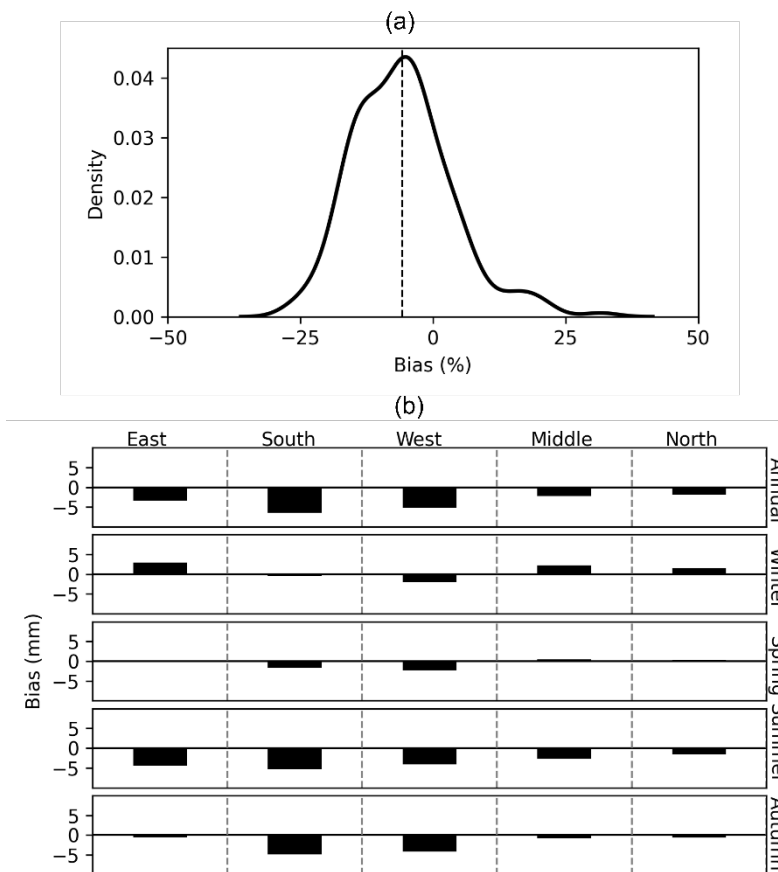 (a)
0.04
0.03
0.02
0.01
0.00
Density
−50 −25 0 25 50
Bias (%)
(b)
East South West Middle North
5
0
−5
Annual
5
0
−5
Winter
Bias (mm)
5
0
−5
Spring
5
0
−5
Summer
5
0
−5
Autumn